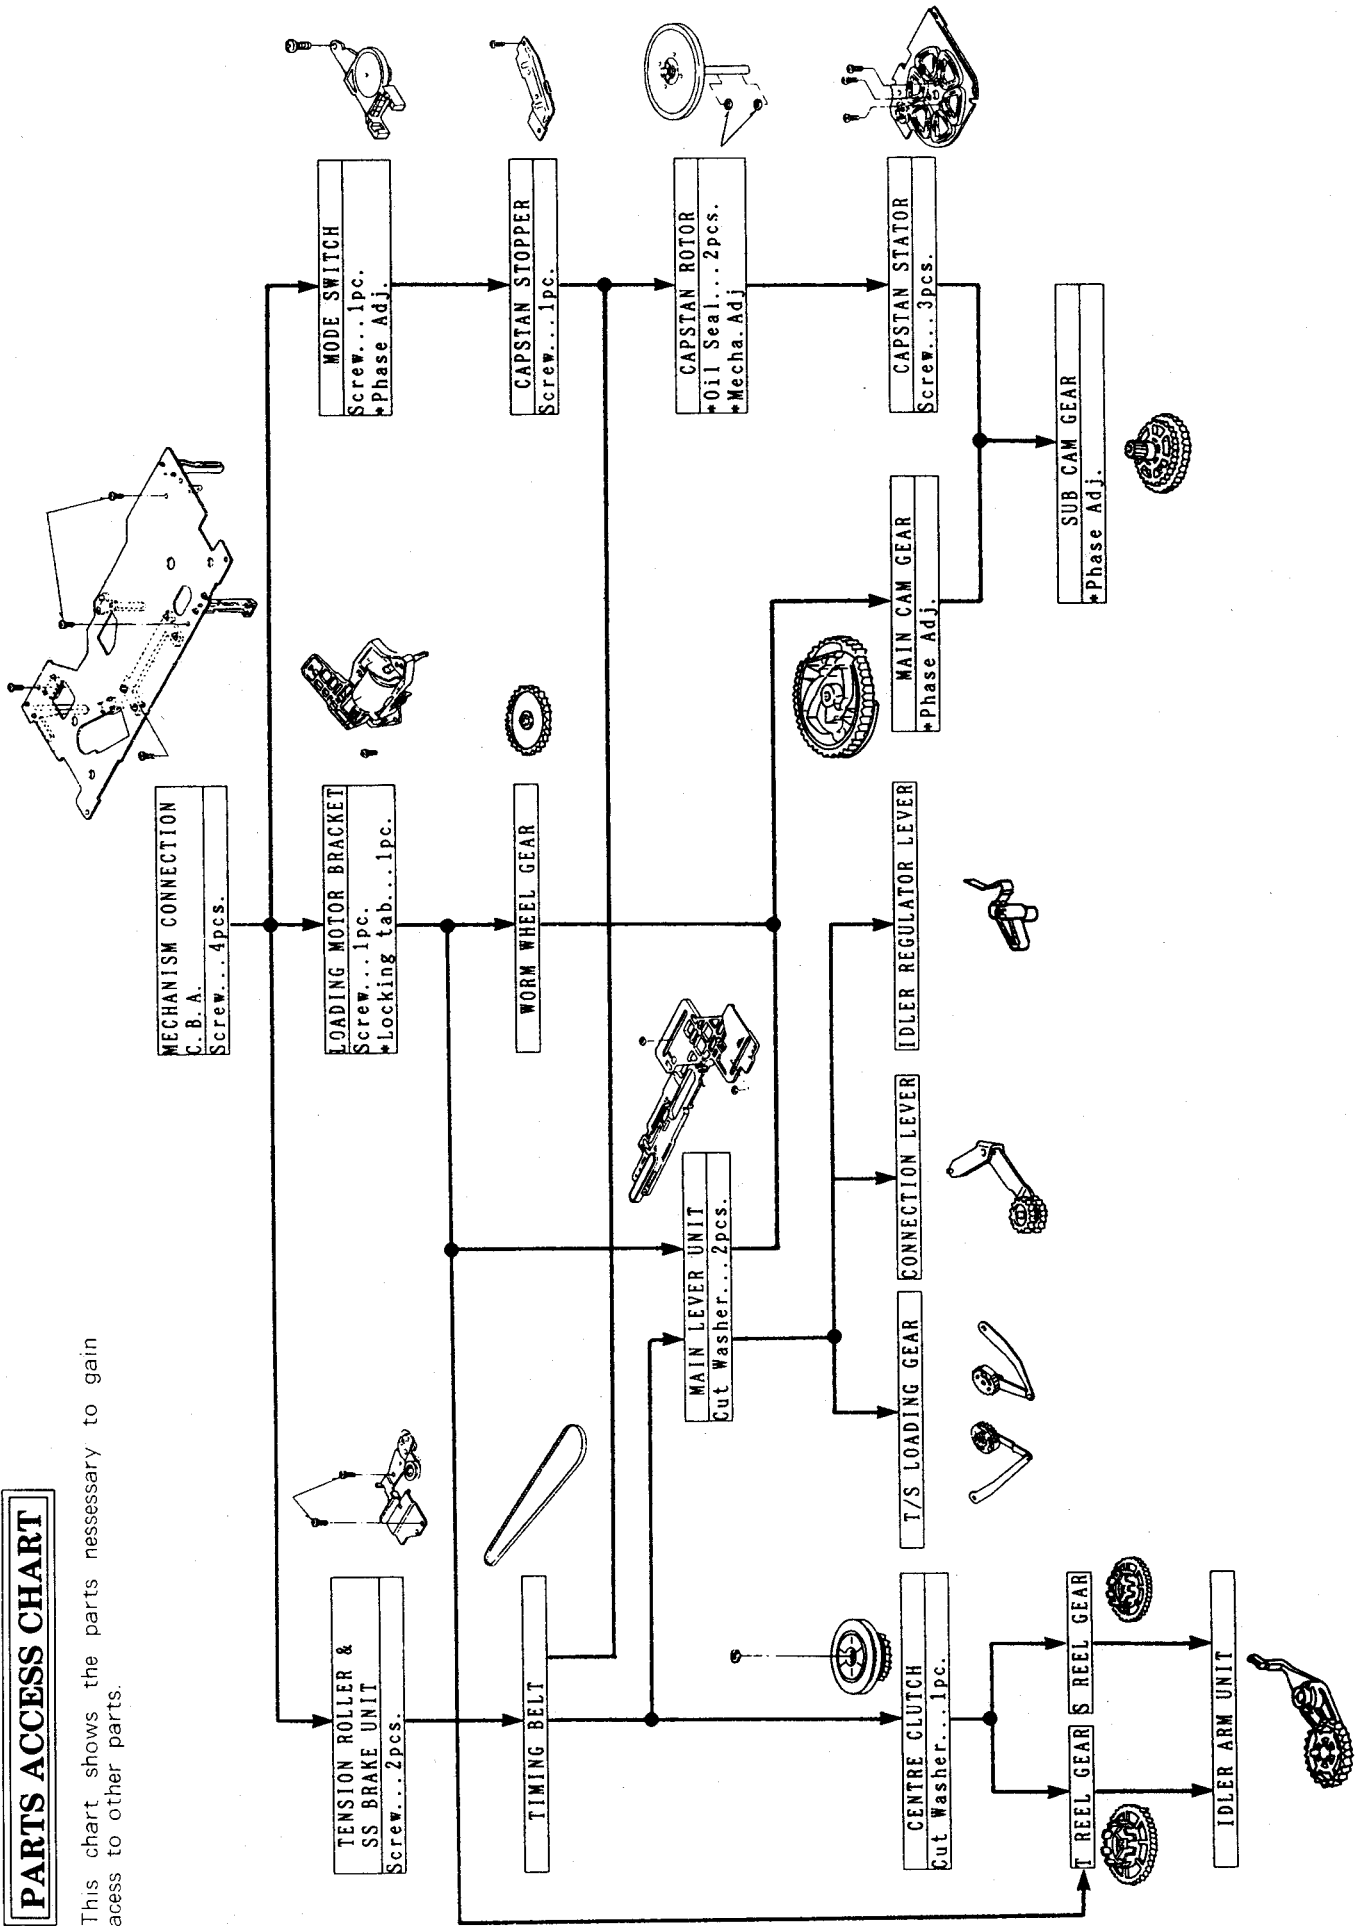 PARTS ACCESS CHART
This chart shows the parts nessessary to gain
acess to other parts.
MECHANISM CONNECTION
C.B.A.
Screw...4pcs.
TENSION ROLLER &
SS BRAKE UNIT
Screw...2pcs.
LOADING MOTOR BRACKET
Screw...1pc.
*Locking tab...1pc.
MODE SWITCH
Screw...1pc.
*Phase Adj.
TIMING BELT
WORM WHEEL GEAR
CAPSTAN STOPPER
Screw...1pc.
MAIN LEVER UNIT
Cut Washer...2pcs.
CAPSTAN ROTOR
*Oil Seal...2pcs.
*Mecha.Adj
CENTRE CLUTCH
Cut Washer...1pc.
T/S LOADING GEAR
CONNECTION LEVER
IDLER REGULATOR LEVER
MAIN CAM GEAR
*Phase Adj.
CAPSTAN STATOR
Screw...3pcs.
T REEL GEAR
S REEL GEAR
SUB CAM GEAR
*Phase Adj.
IDLER ARM UNIT